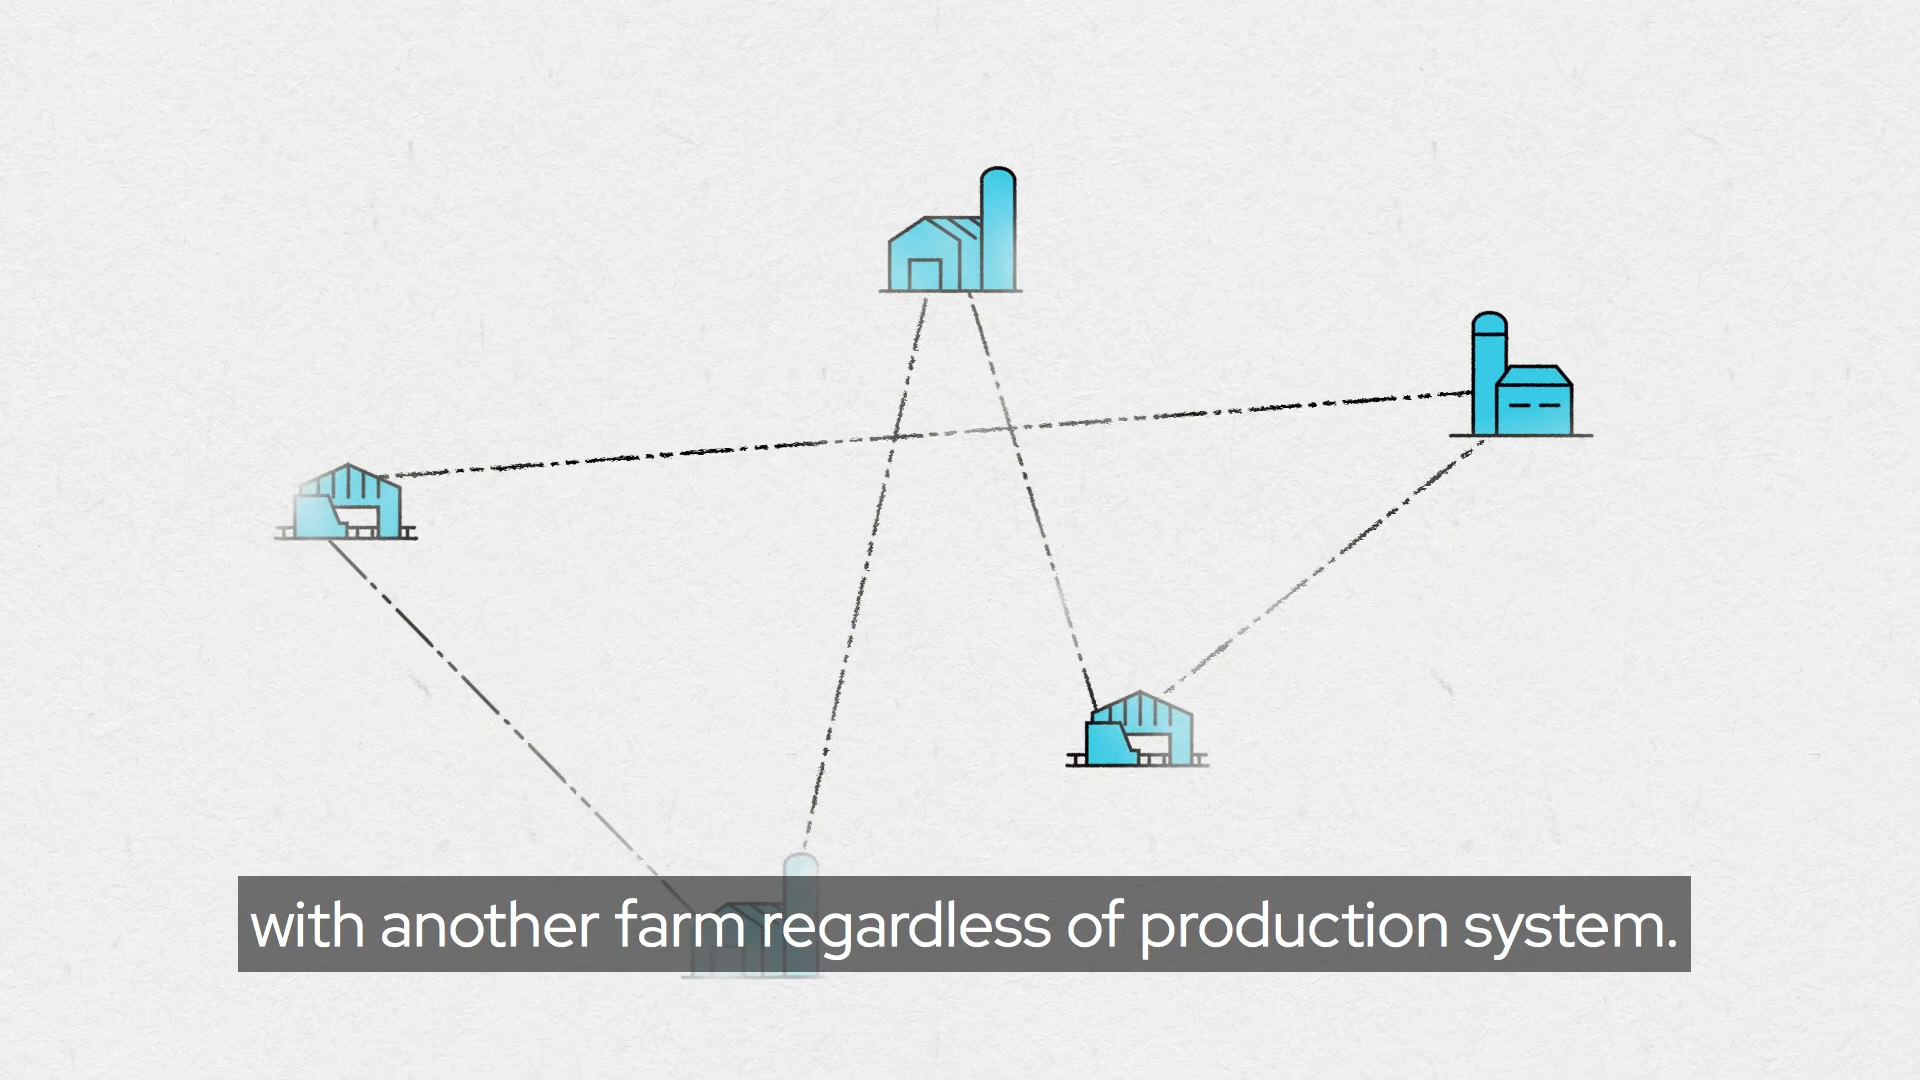 with another farm regardless of production system.